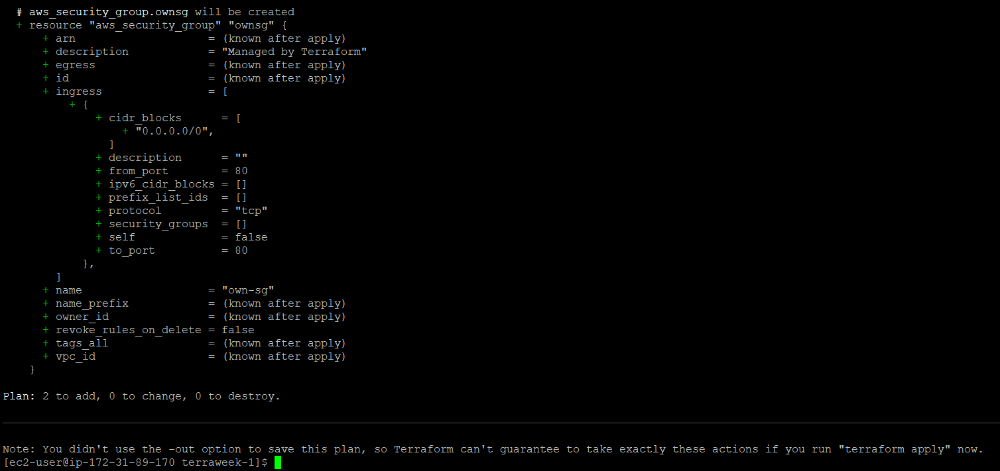 # aws_security_group.ownsg will be created
+ resource "aws_security_group" "ownsg" {
+ arn = (known after apply)
+ description = "Managed by Terraform"
+ egress = (known after apply)
+ id = (known after apply)
+ ingress = [
+ {
+ cidr_blocks = [
+ "0.0.0.0/0",
]
+ description = ""
+ from_port = 80
+ ipv6_cidr_blocks = []
+ prefix_list_ids = []
+ protocol = "tcp"
+ security_groups = []
+ self = false
+ to_port = 80
},
]
+ name = "own-sg"
+ name_prefix = (known after apply)
+ owner_id = (known after apply)
+ revoke_rules_on_delete = false
+ tags_all = (known after apply)
+ vpc_id = (known after apply)
}
Plan: 2 to add, 0 to change, 0 to destroy.
Note: You didn't use the -out option to save this plan, so Terraform can't guarantee to take exactly these actions if you run "terraform apply" now.
[ec2-user@ip-172-31-89-170 terraweek-1]$